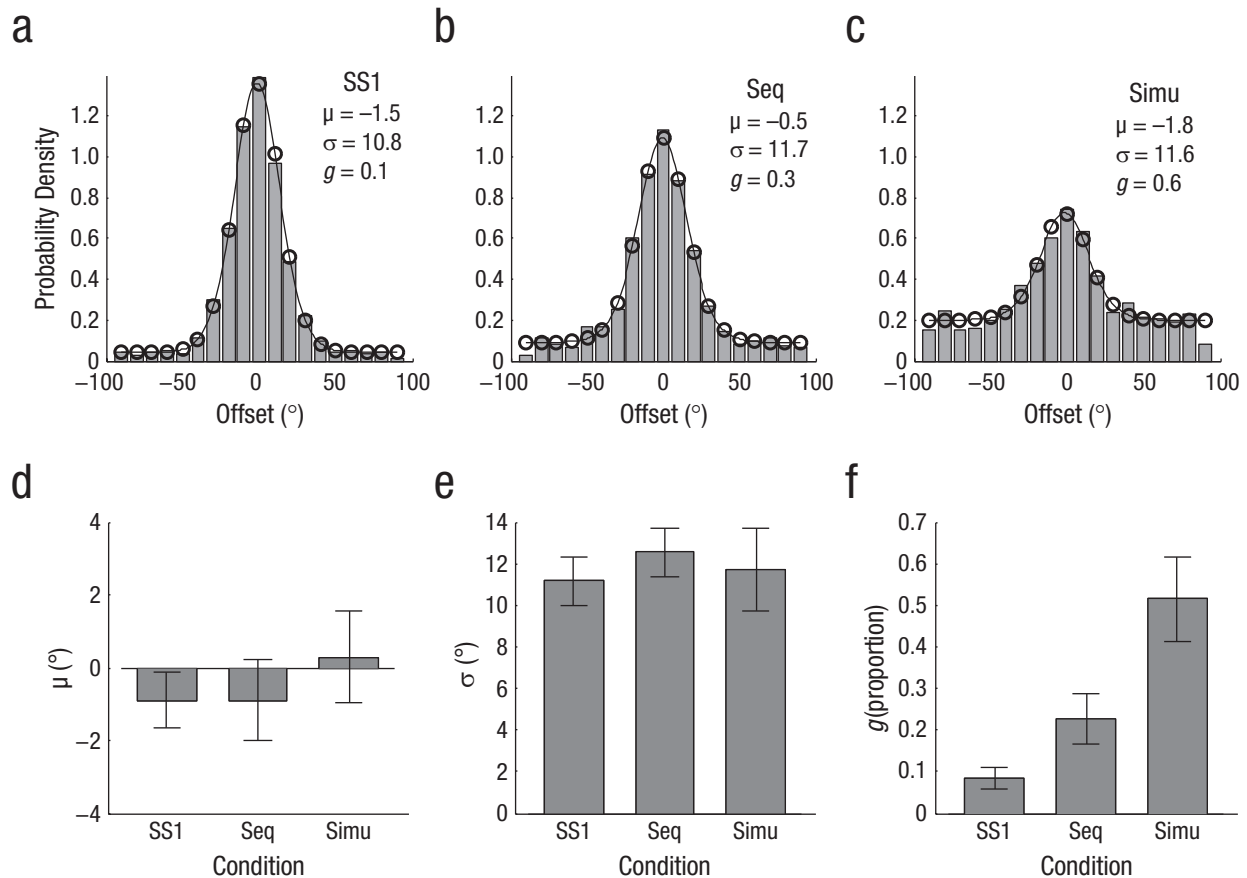 a
SS1
μ = –1.5
σ = 10.8
g = 0.1
Probability Density
1.2
1.0
0.8
0.6
0.4
0.2
0
–100
–50
0
50
100
Offset (°)
b
Seq
μ = –0.5
σ = 11.7
g = 0.3
1.2
1.0
0.8
0.6
0.4
0.2
0
–100
–50
0
50
100
Offset (°)
c
Simu
μ = –1.8
σ = 11.6
g = 0.6
1.2
1.0
0.8
0.6
0.4
0.2
0
–100
–50
0
50
100
Offset (°)
d
μ (°)
4
2
0
–2
–4
SS1
Seq
Simu
Condition
e
σ (°)
14
12
10
8
6
4
2
0
SS1
Seq
Simu
Condition
f
g(proportion)
0.7
0.6
0.5
0.4
0.3
0.2
0.1
0
SS1
Seq
Simu
Condition